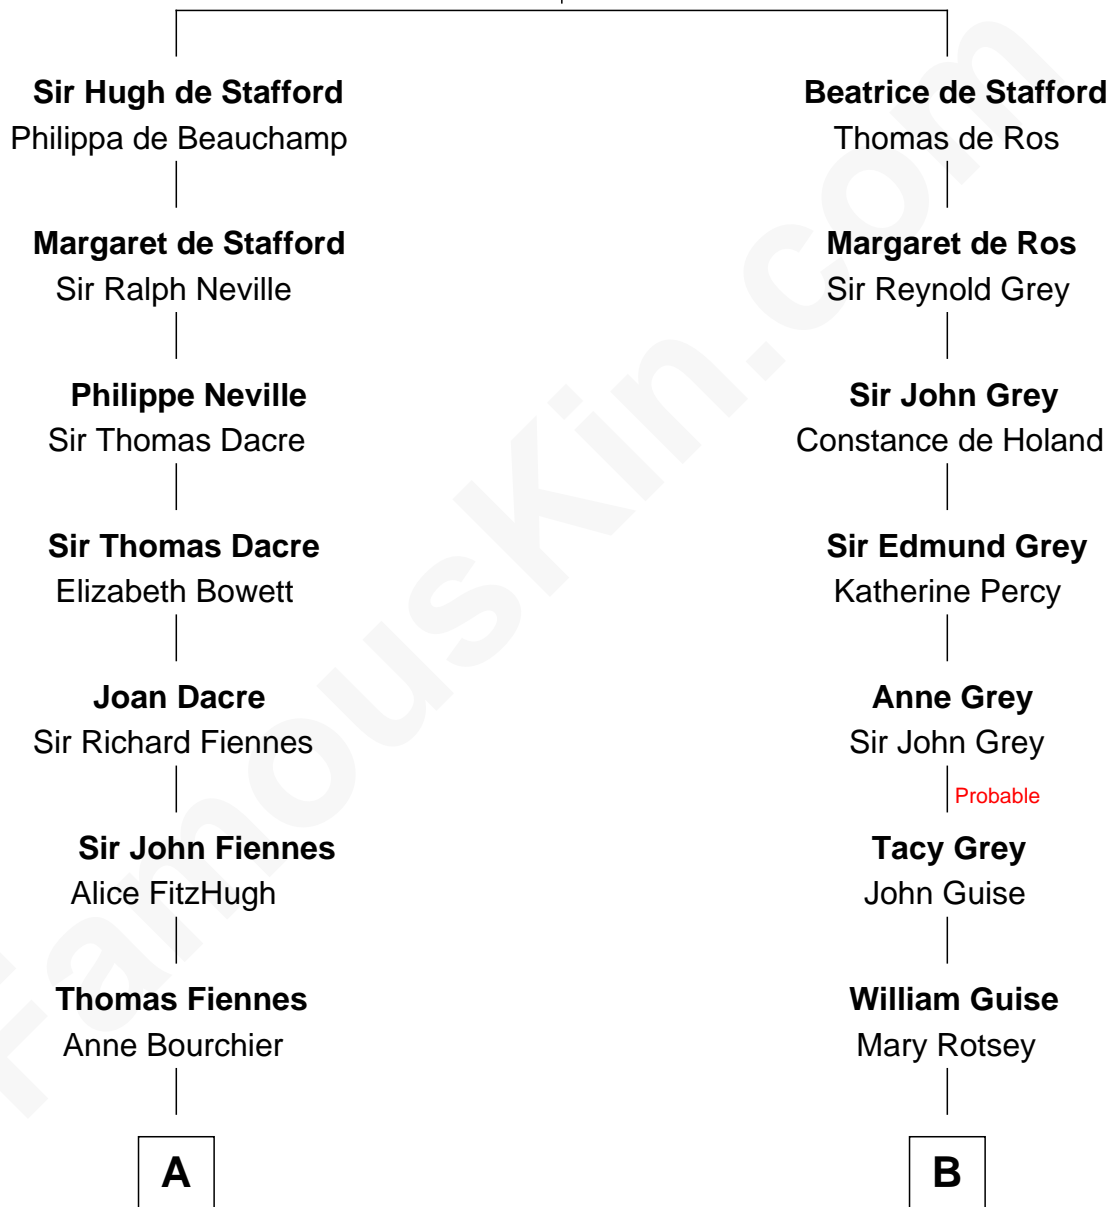 Sir Hugh de Stafford
Philippa de Beauchamp
Beatrice de Stafford
Thomas de Ros
Margaret de Stafford
Sir Ralph Neville
Margaret de Ros
Sir Reynold Grey
Philippe Neville
Sir Thomas Dacre
Sir John Grey
Constance de Holand
Sir Thomas Dacre
Elizabeth Bowett
Sir Edmund Grey
Katherine Percy
Joan Dacre
Sir Richard Fiennes
Anne Grey
Sir John Grey
Probable
Sir John Fiennes
Alice FitzHugh
Tacy Grey
John Guise
Thomas Fiennes
Anne Bourchier
William Guise
Mary Rotsey
A
B
FamousKin.com